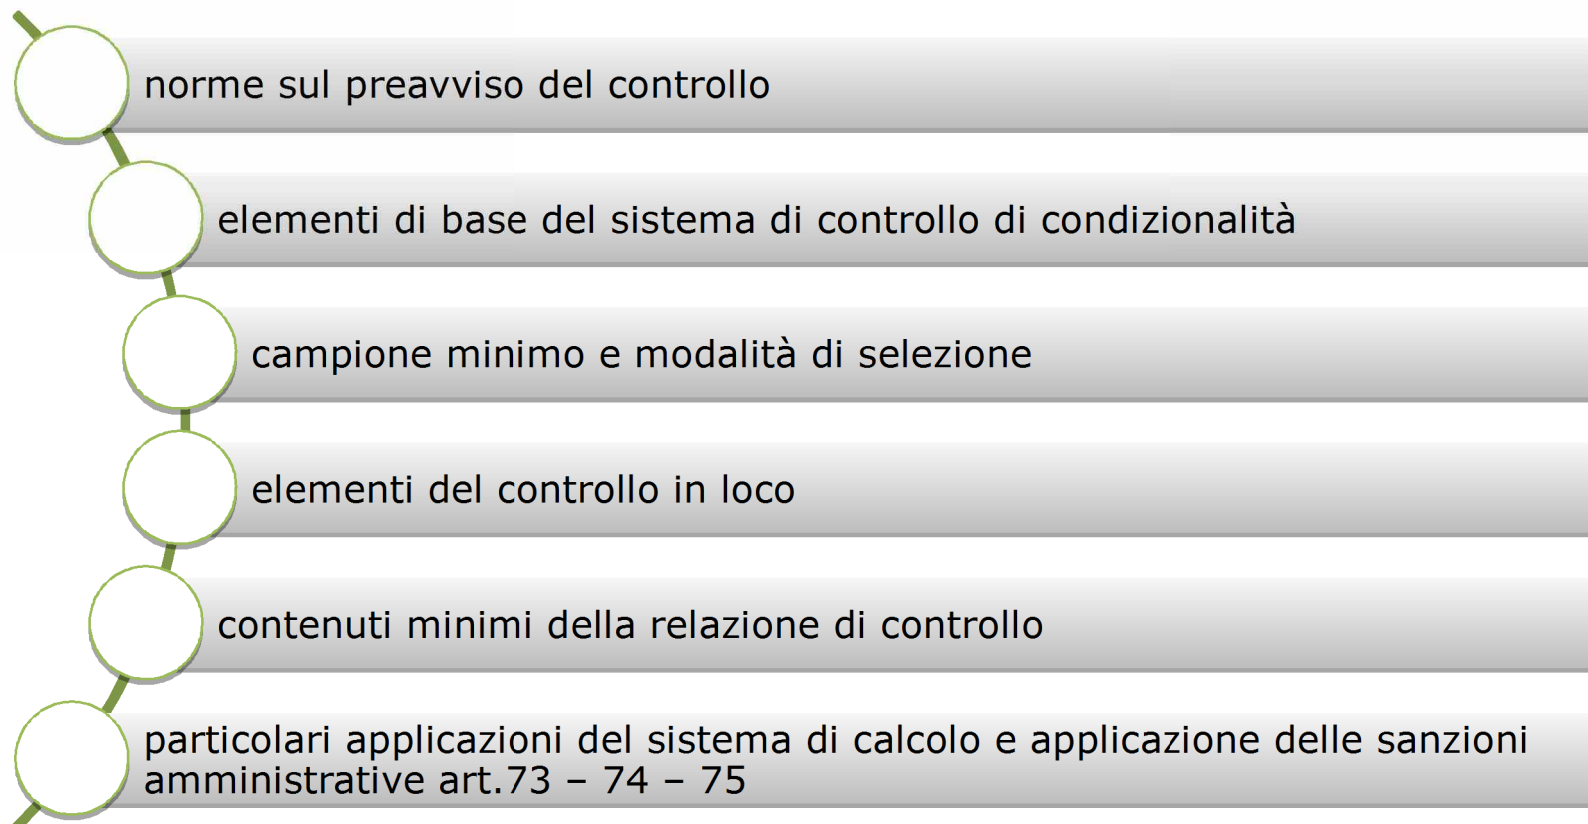 norme sul preavviso del controllo
elementi di base del sistema di controllo di condizionalità
campione minimo e modalità di selezione
elementi del controllo in loco
contenuti minimi della relazione di controllo
particolari applicazioni del sistema di calcolo e applicazione delle sanzioni
amministrative art.73 – 74 – 75